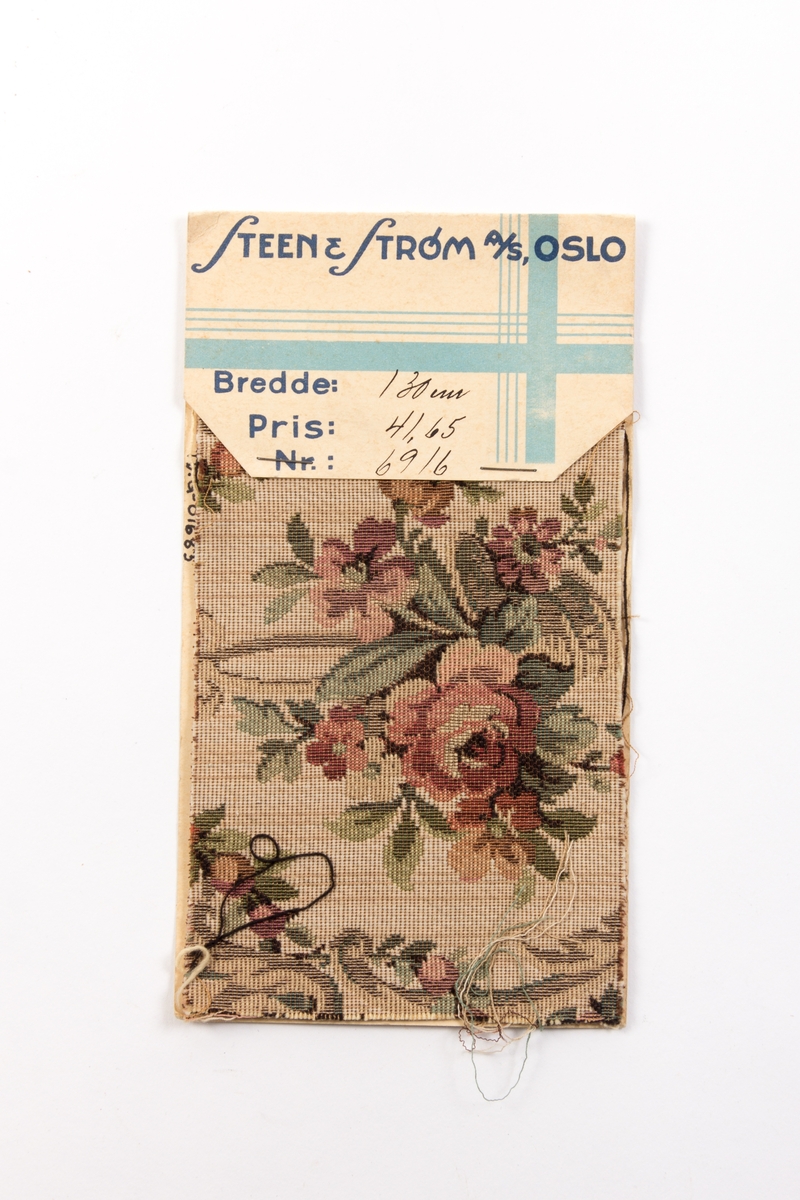 STEEN & STRØM A/S, OSLO
Bredde: 130 cm
Pris: 41,65
Nr.: 6916